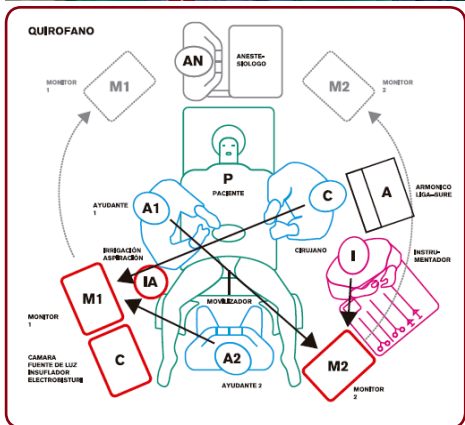 QUIROFANO
AN
ANESTE-
SIOLOGO
MONITOR
1
M1
M2
MONITOR
2
P
PACIENTE
AYUDANTE
1
A1
C
CIRUJANO
A
ARMONICO
LIGA-SURE
IRRIGACIÓN
ASPIRACIÓN
IA
I
INSTRU-
MENTADOR
MONITOR
1
M1
MOVILIZADOR
CAMARA
FUENTE DE LUZ
INSUFLADOR
ELECTROBISTURI
C
A2
AYUDANTE 2
M2
MONITOR
2